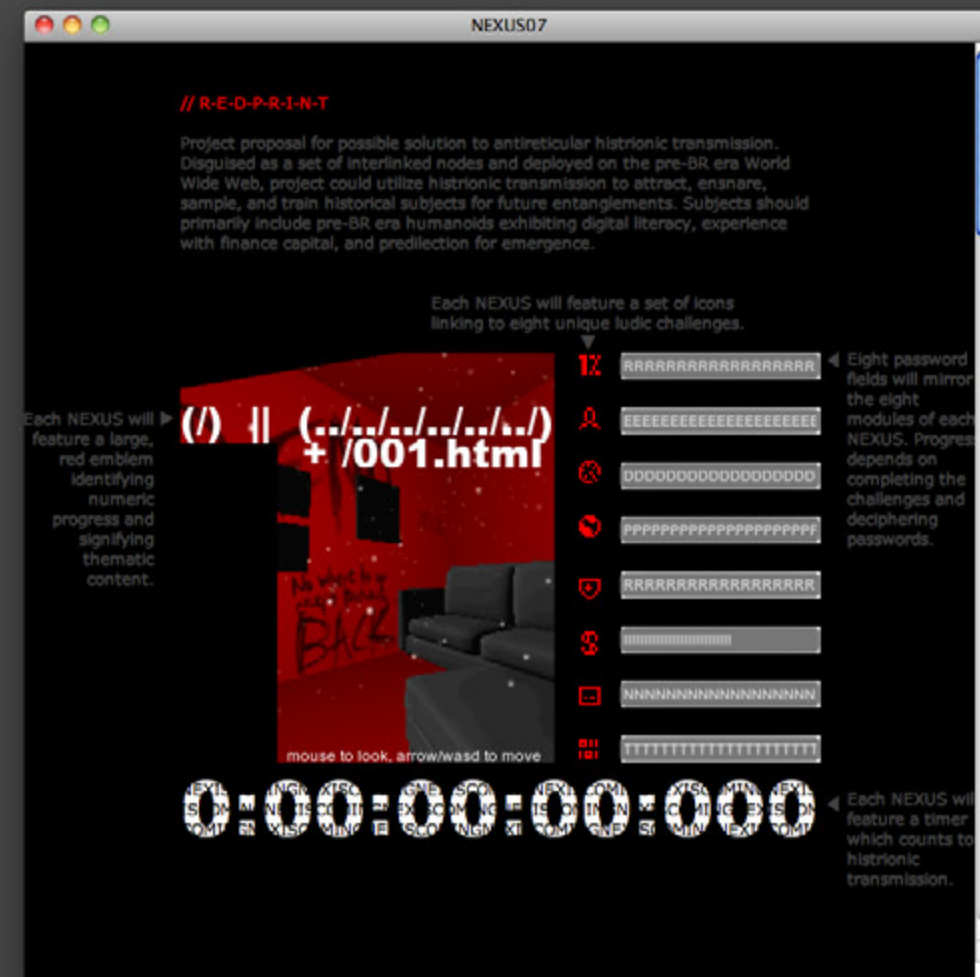 NEXUS07
// R-E-D-P-R-I-N-T
Project proposal for possible solution to antireticular histrionic transmission.
Disguised as a set of interlinked nodes and deployed on the pre-BR era World
Wide Web, project could utilize histrionic transmission to attract, ensnare,
sample, and train historical subjects for future entanglements. Subjects should
primarily include pre-BR era humanoids exhibiting digital literacy, experience
with finance capital, and predilection for emergence.
Each NEXUS will feature a set of icons
linking to eight unique ludic challenges.
Each NEXUS will
feature a large,
red emblem
identifying
numeric
progress and
signifying
thematic
content.
(/) || (../../../../../../)
+ /001.html
BACK
mouse to look, arrow/wasd to move
1%
RRRRRRRRRRRRRRRRRR
EEEEEEEEEEEEEEEEEEEE
DDDDDDDDDDDDDDDDDD
PPPPPPPPPPPPPPPPPPPP
RRRRRRRRRRRRRRRRRR
IIIIIIIIIIIIIIIIIIIIIIIIIIIIII
NNNNNNNNNNNNNNNNNN
TTTTTTTTTTTTTTTTTTTT
Eight password
fields will mirror
the eight
modules of each
NEXUS. Progres
depends on
completing the
challenges and
deciphering
passwords.
0:00:00:00:000
Each NEXUS will
feature a timer
which counts to
histrionic
transmission.